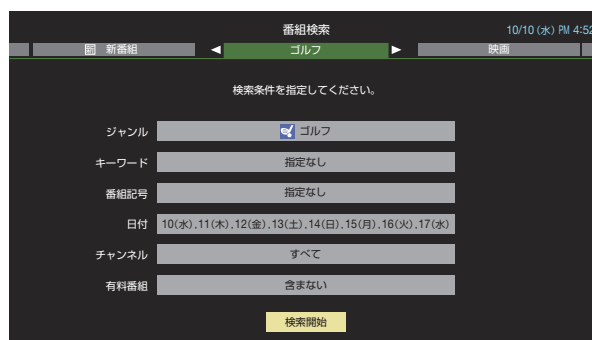 番組検索 10/10 (水) PM 4:52
新番組 ◀ ゴルフ ▶ 映画
検索条件を指定してください。
ジャンル ゴルフ
キーワード 指定なし
番組記号 指定なし
日付 10(水),11(木),12(金),13(土),14(日),15(月),16(火),17(水)
チャンネル すべて
有料番組 含まない
検索開始